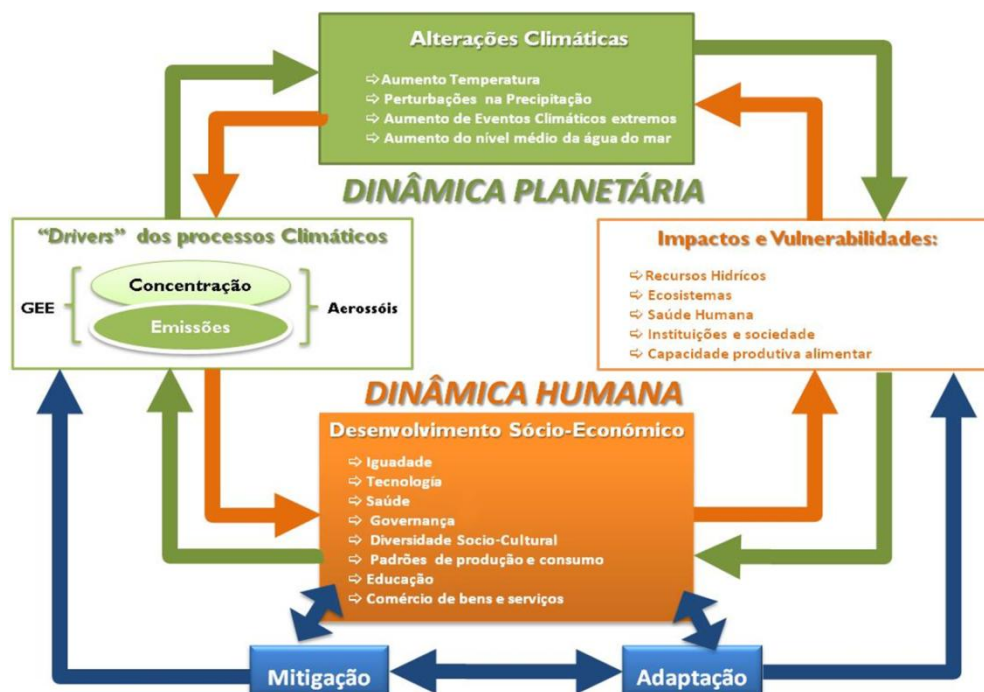 Alterações Climáticas
⇨Aumento Temperatura
⇨ Perturbações na Precipitação
⇨ Aumento de Eventos Climáticos extremos
⇨ Aumento do nível médio da água do mar
DINÂMICA PLANETÁRIA
“Drivers” dos processos Climáticos
Concentração
GEE
Aerossóis
Emissões
Impactos e Vulnerabilidades:
⇨ Recursos Hidrícos
⇨ Ecosistemas
⇨ Saúde Humana
⇨ Instituições e sociedade
⇨ Capacidade produtiva alimentar
DINÂMICA HUMANA
Desenvolvimento Sócio-Económico
⇨ Iguadade
⇨ Tecnología
⇨ Saúde
⇨ Governança
⇨ Diversidade Socio-Cultural
⇨ Padrões de produção e consumo
⇨ Educação
⇨ Comércio de bens e serviços
Mitigação
Adaptação